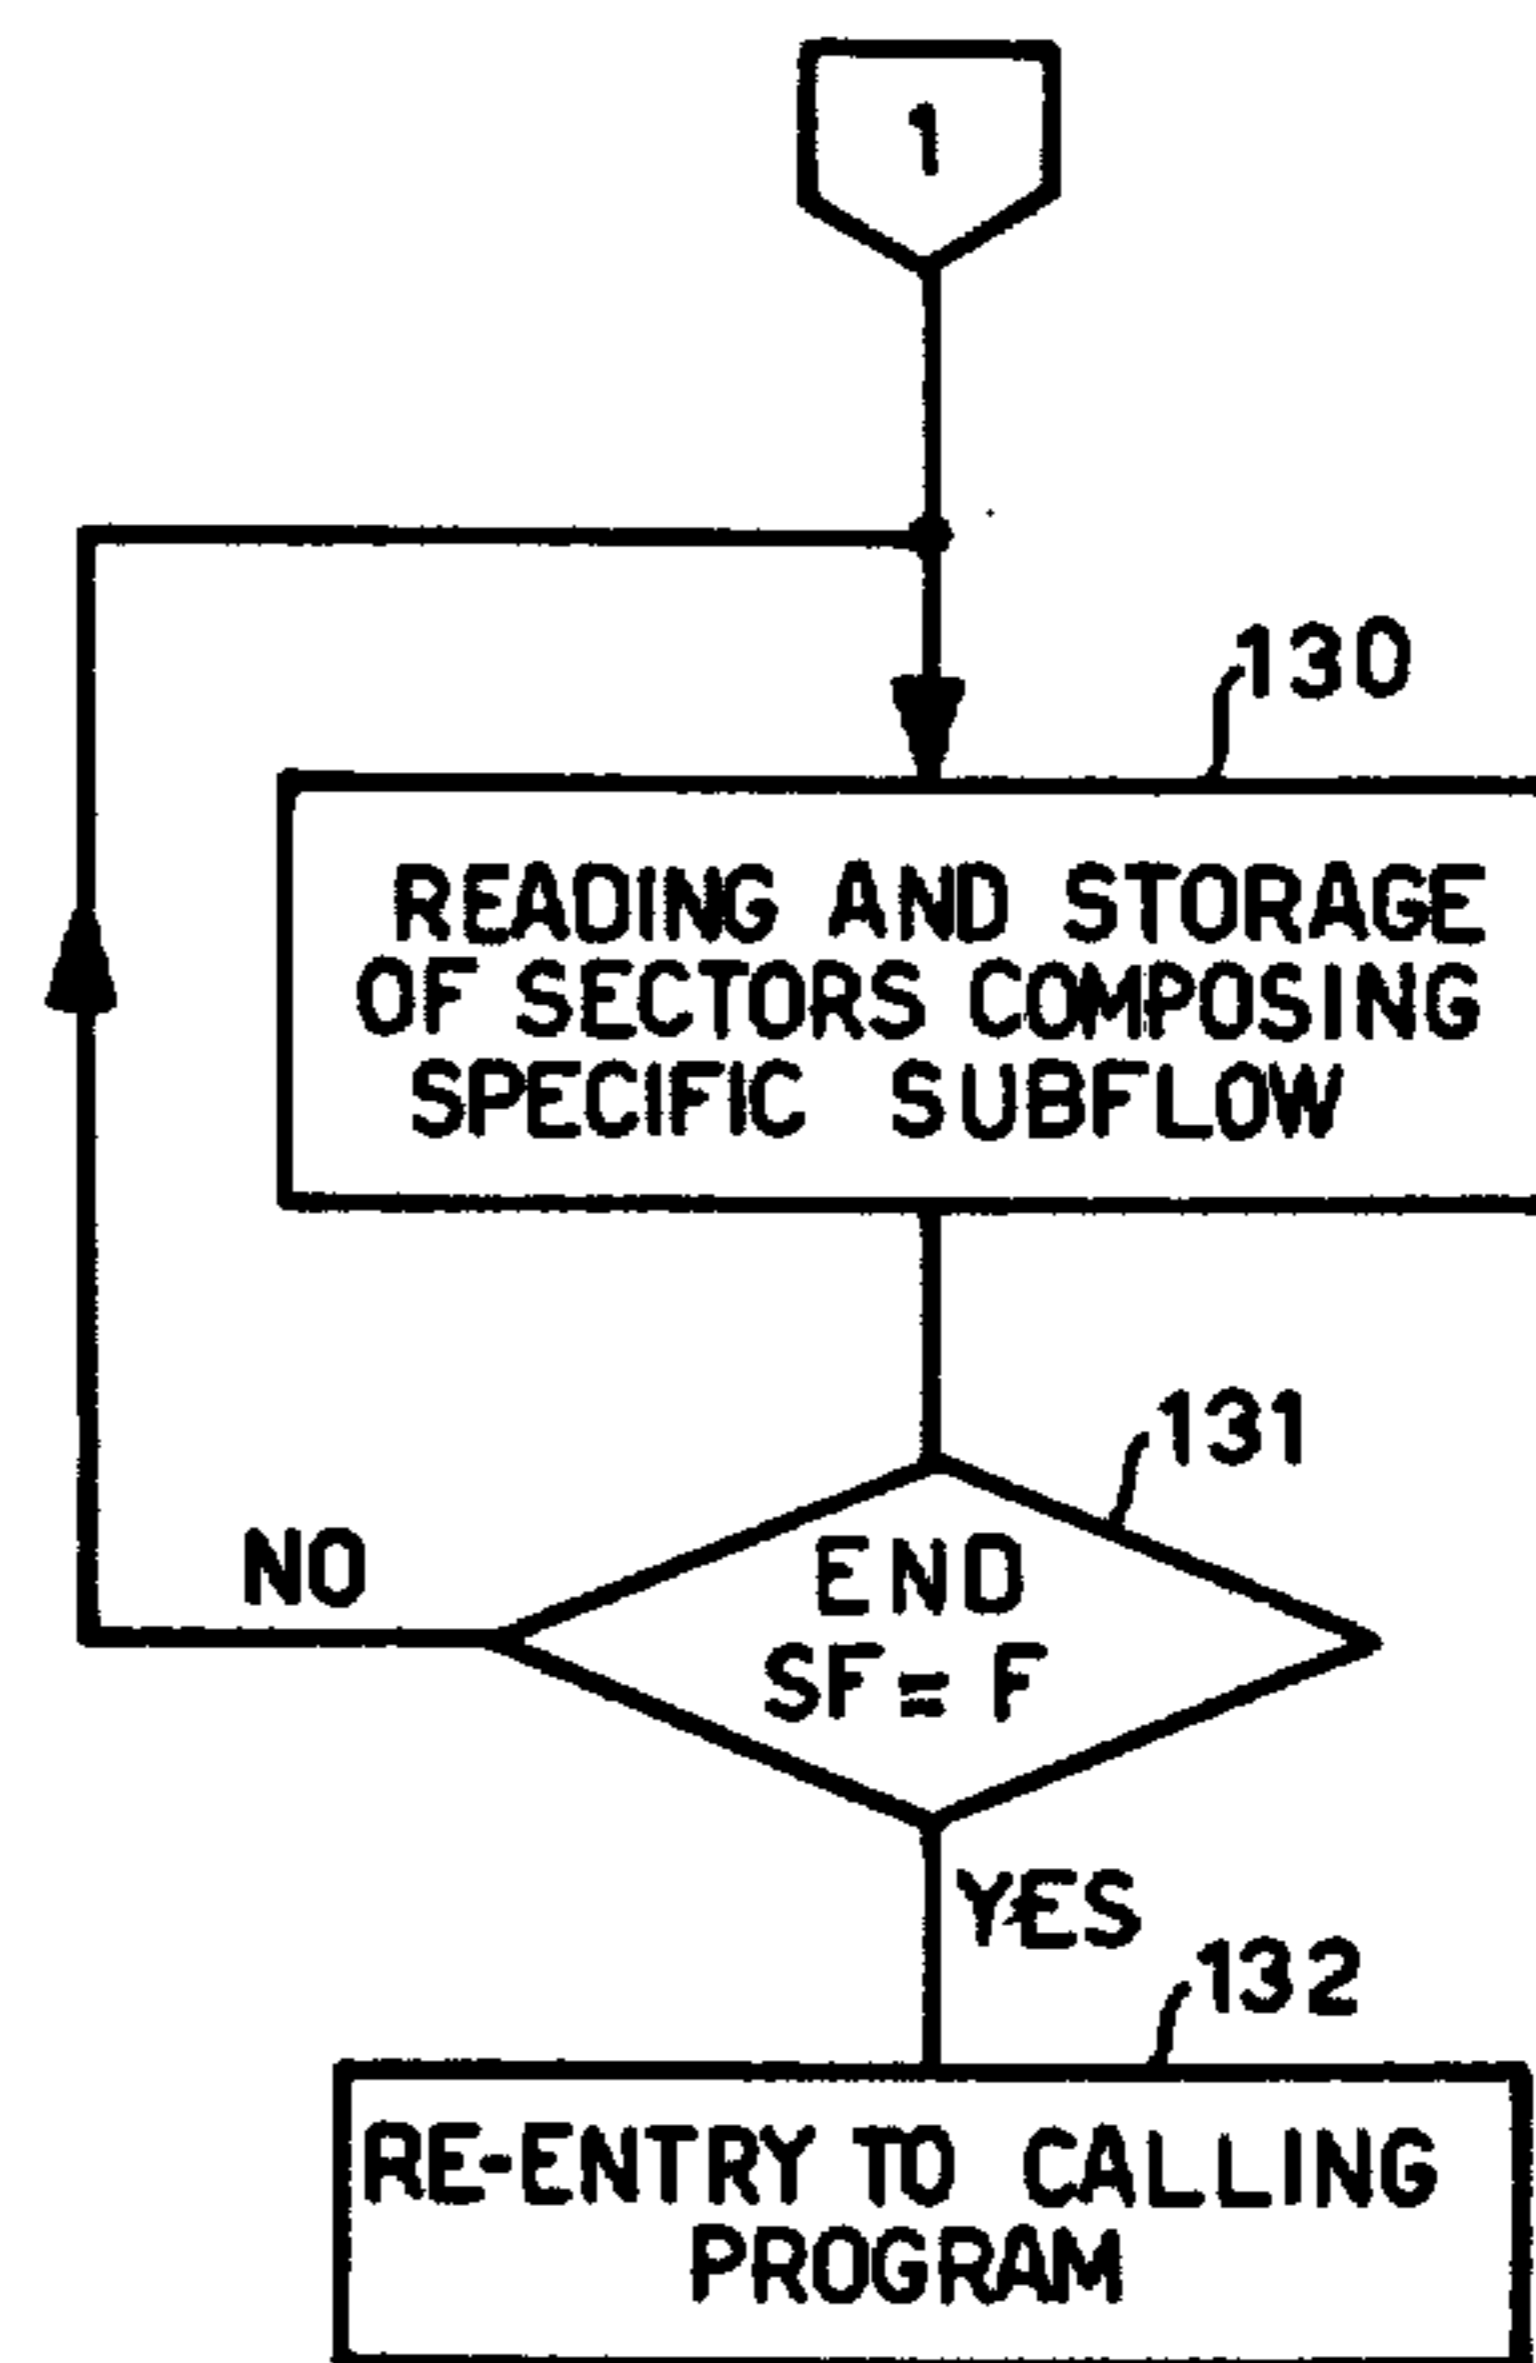 1
130
READING AND STORAGE
OF SECTORS COMPOSING
SPECIFIC SUBFLOW
131
END
SF= F
NO
YES
132
RE-ENTRY TO CALLING
PROGRAM